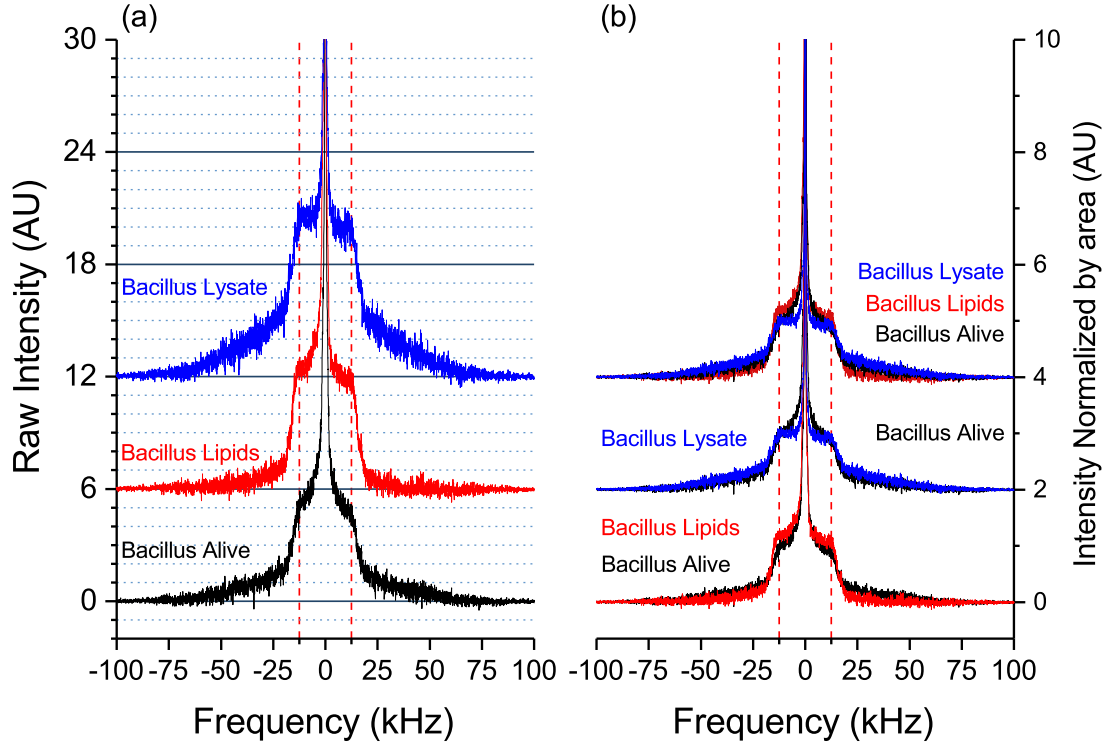 (a)
(b)
Raw Intensity (AU)
30
24
18
12
6
0
Bacillus Lysate
Bacillus Lipids
Bacillus Alive
-100 -75 -50 -25 0 25 50 75 100
Frequency (kHz)
Bacillus Lysate
Bacillus Lipids
Bacillus Alive
Bacillus Lysate
Bacillus Alive
Bacillus Lipids
Bacillus Alive
10
8
6
4
2
0
Intensity Normalized by area (AU)
-100 -75 -50 -25 0 25 50 75 100
Frequency (kHz)